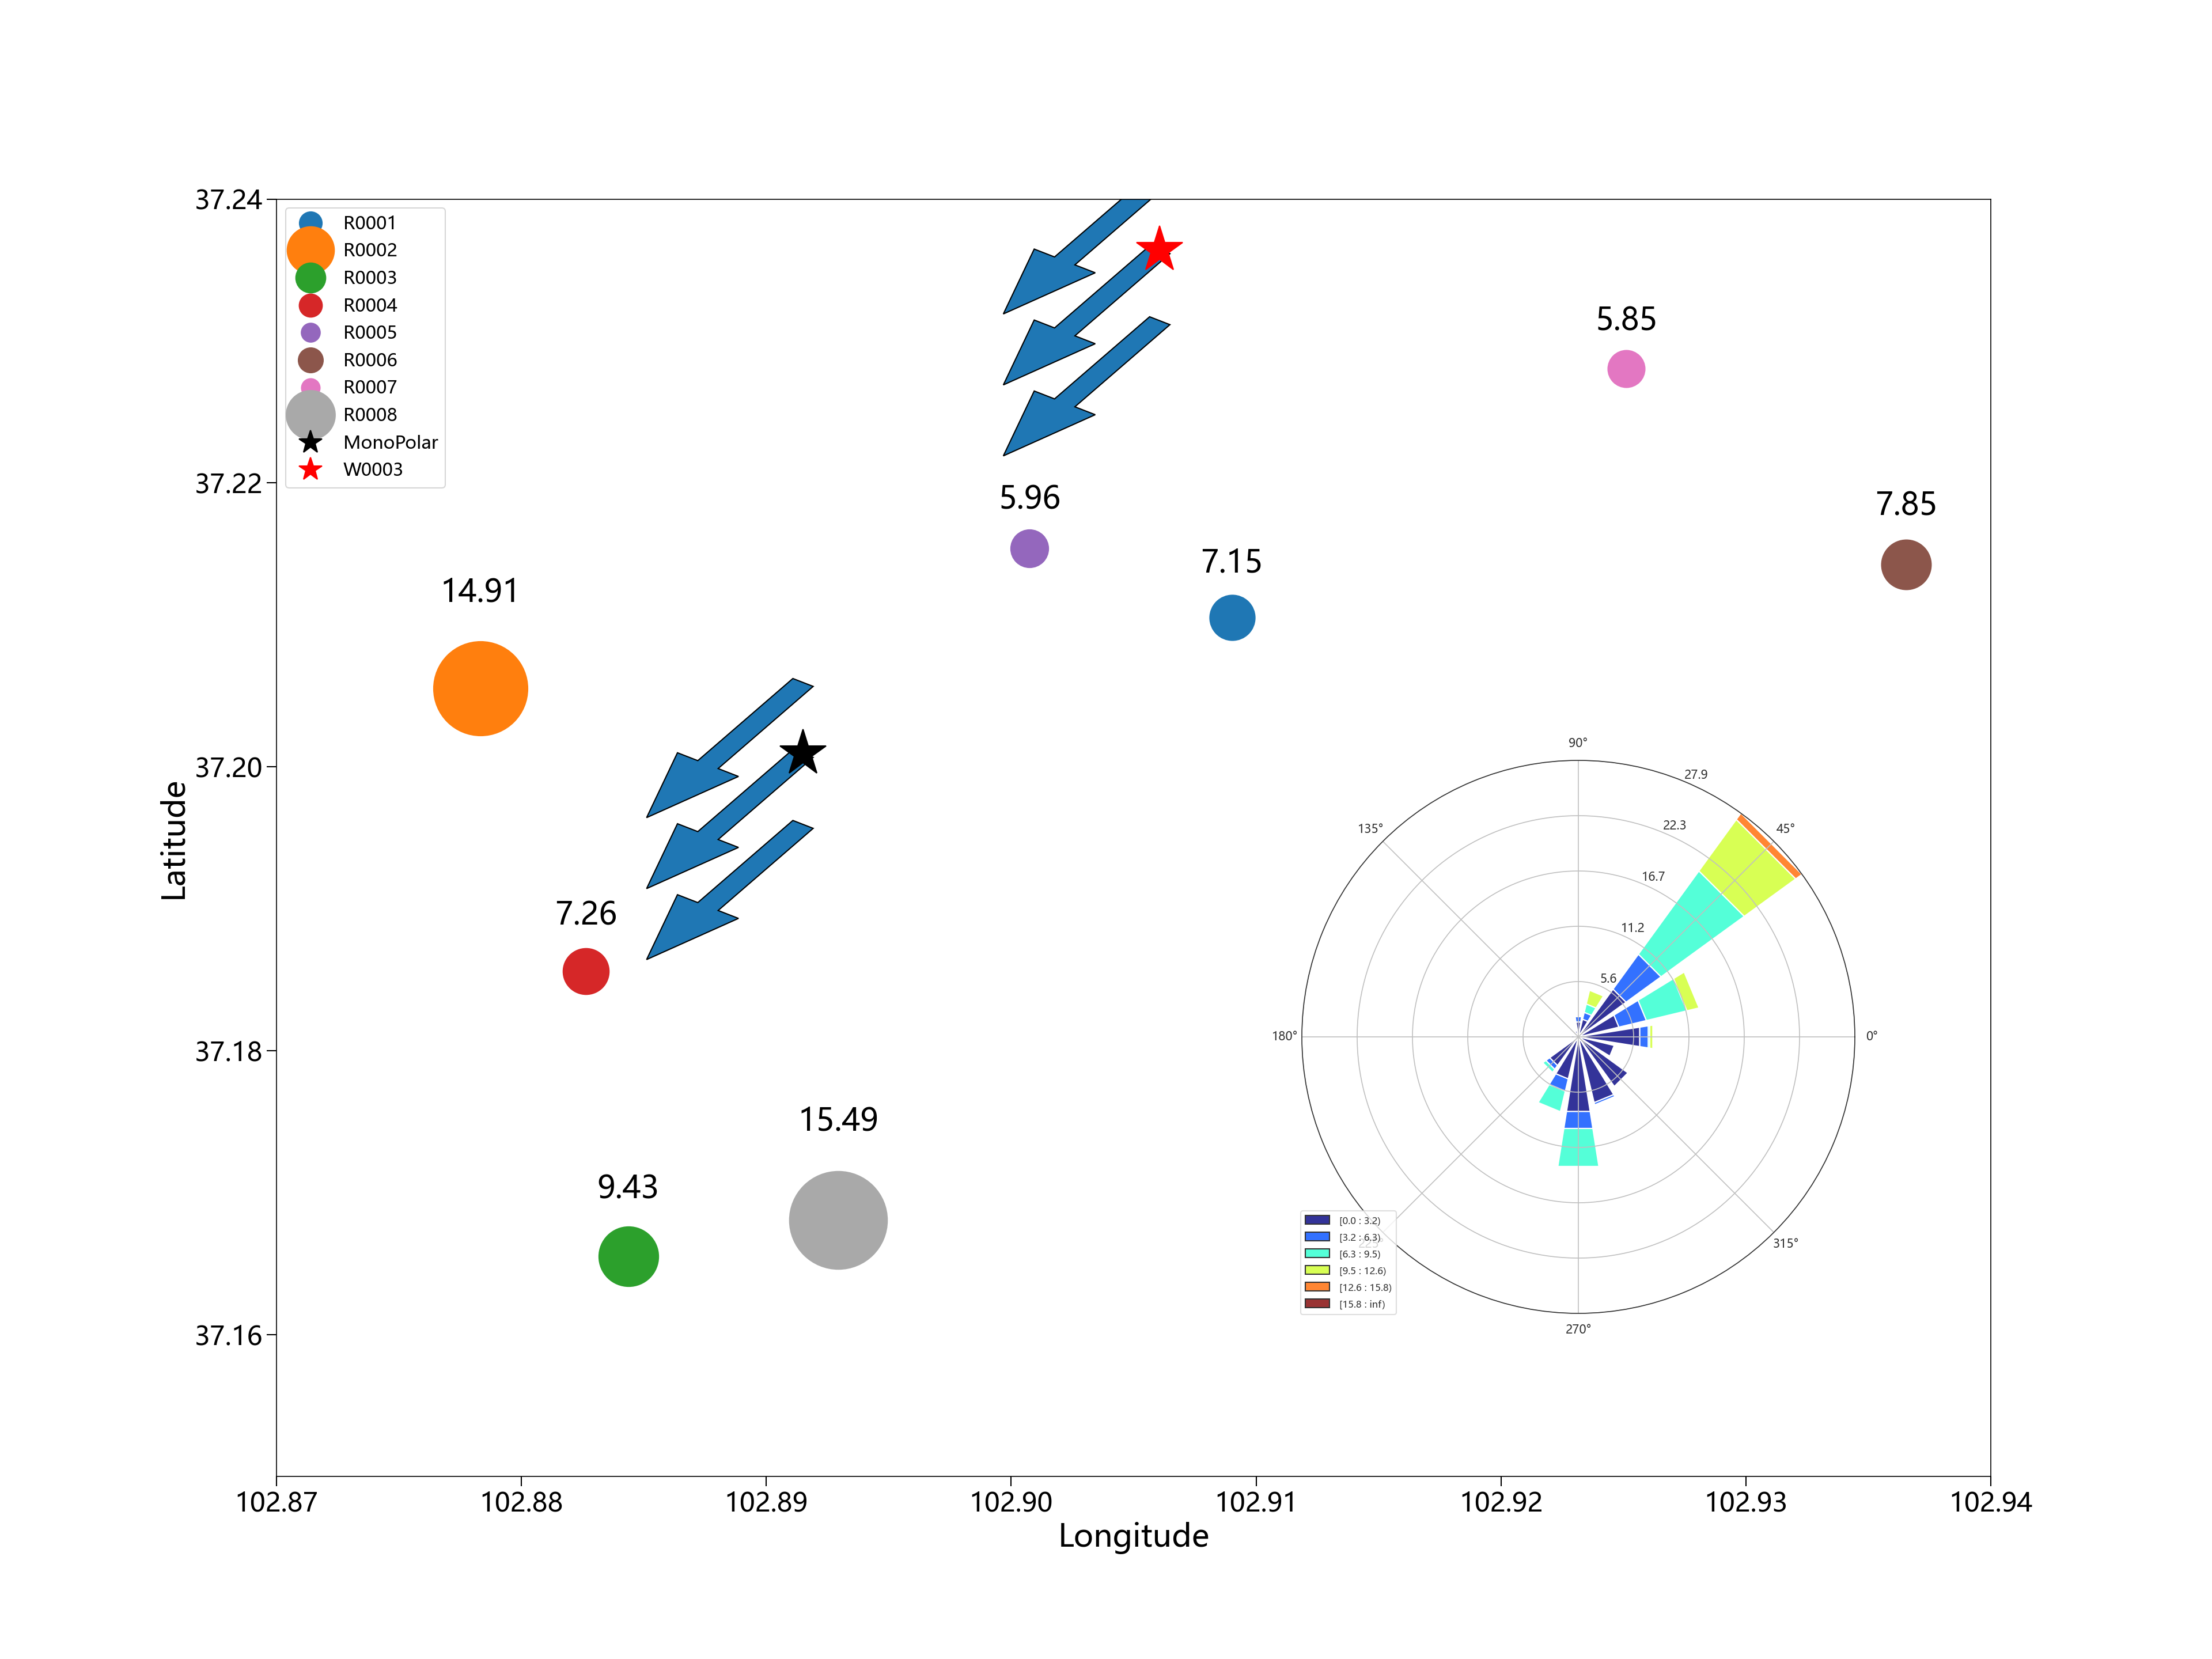 37.24
37.22
37.20
37.18
37.16
Latitude
R0001
R0002
R0003
R0004
R0005
R0006
R0007
R0008
MonoPolar
W0003
5.85
5.96
7.85
7.15
14.91
7.26
15.49
9.43
90°
27.9
135°
22.3
45°
16.7
11.2
5.6
180°
0°
225°
315°
270°
[0.0 : 3.2)
[3.2 : 6.3)
[6.3 : 9.5)
[9.5 : 12.6)
[12.6 : 15.8)
[15.8 : inf)
102.87 102.88 102.89 102.90 102.91 102.92 102.93 102.94
Longitude